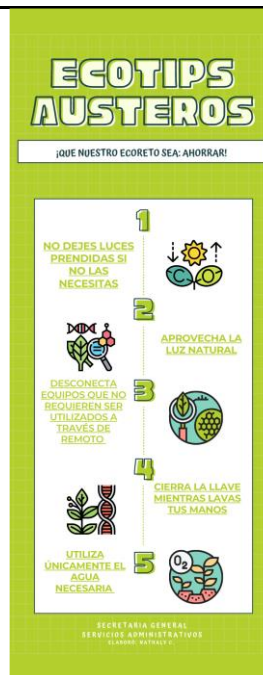 ECOTIPS
AUSTEROS
¡QUE NUESTRO ECORETO SEA: AHORRAR!
1
NO DEJES LUCES
PRENDIDAS SI
NO LAS
NECESITAS
2
APROVECHA LA
LUZ NATURAL
DESCONECTA
EQUIPOS QUE NO
REQUIEREN SER
UTILIZADOS A
TRAVÉS DE
REMOTO
3
4
CIERRA LA LLAVE
MIENTRAS LAVAS
TUS MANOS
UTILIZA
ÚNICAMENTE EL
AGUA
NECESARIA
5
O2
SECRETARIA GENERAL
SERVICIOS ADMINISTRATIVOS